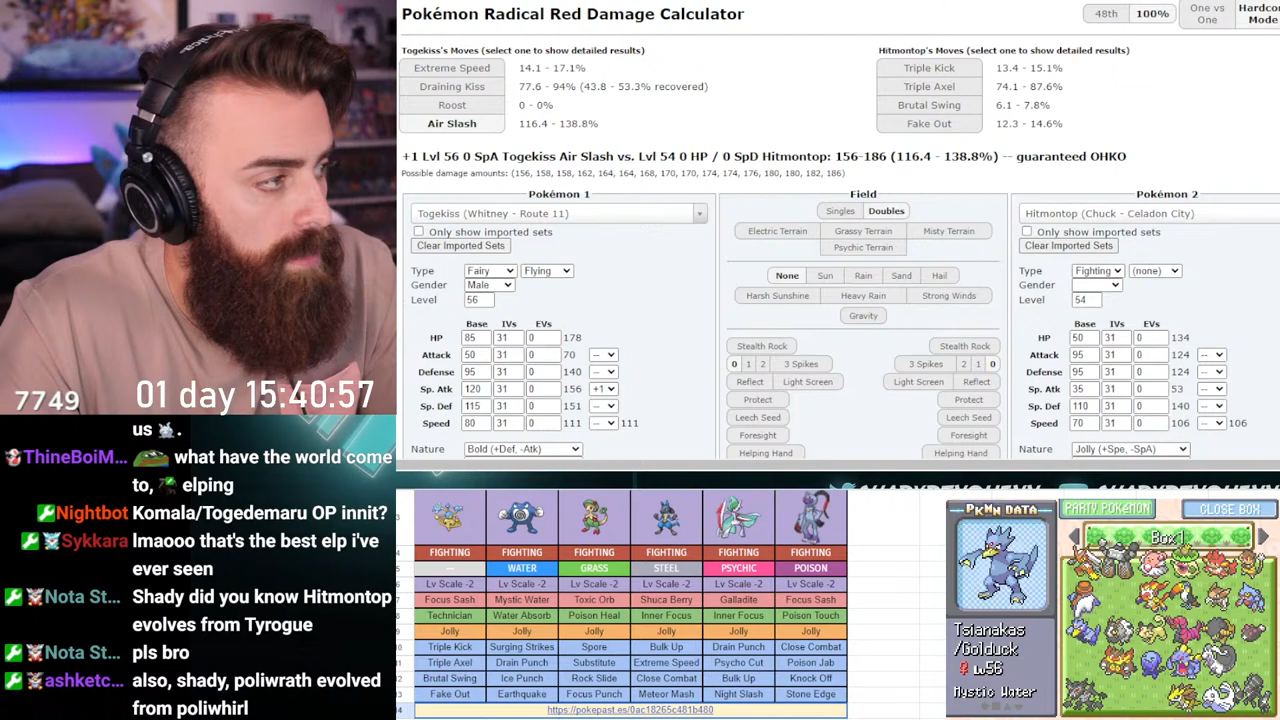 Pokémon Radical Red Damage Calculator
48th 100%
One vs
One
Hardco
Mode
Togekiss's Moves (select one to show detailed results)
Extreme Speed 14.1 - 17.1%
Draining Kiss 77.6 - 94% (43.8 - 53.3% recovered)
Roost 0 - 0%
Air Slash 116.4 - 138.8%
Hitmontop's Moves (select one to show detailed results)
Triple Kick 13.4 - 15.1%
Triple Axel 74.1 - 87.6%
Brutal Swing 6.1 - 7.8%
Fake Out 12.3 - 14.6%
+1 Lvl 56 0 SpA Togekiss Air Slash vs. Lvl 54 0 HP / 0 SpD Hitmontop: 156-186 (116.4 - 138.8%) -- guaranteed OHKO
Possible damage amounts: (156, 158, 158, 162, 164, 164, 168, 170, 170, 174, 174, 176, 180, 180, 182, 186)
Pokémon 1
Togekiss (Whitney - Route 11)
Only show imported sets
Clear Imported Sets
Type Fairy Flying
Gender Male
Level 56
Base IVs EVs
HP 85 31 0 178
Attack 50 31 0 70 --
Defense 95 31 0 140 --
Sp. Atk 120 31 0 156 +1
Sp. Def 115 31 0 151 --
Speed 80 31 0 111 -- 111
Nature Bold (+Def, -Atk)
Field
Singles Doubles
Electric Terrain Grassy Terrain Misty Terrain
Psychic Terrain
None Sun Rain Sand Hail
Harsh Sunshine Heavy Rain Strong Winds
Gravity
Stealth Rock Stealth Rock
0 1 2 3 Spikes 3 Spikes 2 1 0
Reflect Light Screen Light Screen Reflect
Protect Protect
Leech Seed Leech Seed
Foresight Foresight
Helping Hand Helping Hand
Pokémon 2
Hitmontop (Chuck - Celadon City)
Only show imported sets
Clear Imported Sets
Type Fighting (none)
Gender
Level 54
Base IVs EVs
HP 50 31 0 134
Attack 95 31 0 124 --
Defense 95 31 0 124 --
Sp. Atk 35 31 0 53 --
Sp. Def 110 31 0 140 --
Speed 70 31 0 106 -- 106
Nature Jolly (+Spe, -SpA)
7749 01 day 15:40:57
us
ThineBoiM... what have the world come
to, elping
Nightbot Komala/Togedemaru OP innit?
Sykkara lmaoooo that's the best elp i've
ever seen
Nota St... Shady did you know Hitmontop
evolves from Tyrogue
Nota St... pls bro
ashketc... also, shady, poliwrath evolved
from poliwhirl
3
4 FIGHTING FIGHTING FIGHTING FIGHTING FIGHTING FIGHTING
5 — WATER GRASS STEEL PSYCHIC POISON
6 Lv Scale -2 Lv Scale -2 Lv Scale -2 Lv Scale -2 Lv Scale -2 Lv Scale -2
7 Focus Sash Mystic Water Toxic Orb Shuca Berry Galladite Focus Sash
8 Technician Water Absorb Poison Heal Inner Focus Inner Focus Poison Touch
9 Jolly Jolly Jolly Jolly Jolly Jolly
10 Triple Kick Surging Strikes Spore Bulk Up Drain Punch Close Combat
11 Triple Axel Drain Punch Substitute Extreme Speed Psycho Cut Poison Jab
12 Brutal Swing Ice Punch Rock Slide Close Combat Bulk Up Knock Off
13 Fake Out Earthquake Focus Punch Meteor Mash Night Slash Stone Edge
14 https://pokepast.es/0ac18265c481b480
PKMN DATA
PARTY POKéMON
CLOSE BOX
Box1
Tsianakas
/Golduck
♀ Lv56
Mystic Water